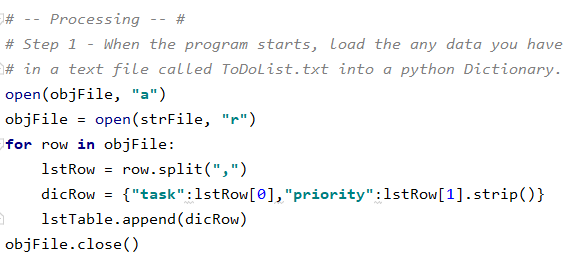 # -- Processing -- #
# Step 1 - When the program starts, load the any data you have
# in a text file called ToDoList.txt into a python Dictionary.
open(objFile, "a")
objFile = open(strFile, "r")
for row in objFile:
    lstRow = row.split(",")
    dicRow = {"task":lstRow[0],"priority":lstRow[1].strip()}
    lstTable.append(dicRow)
objFile.close()